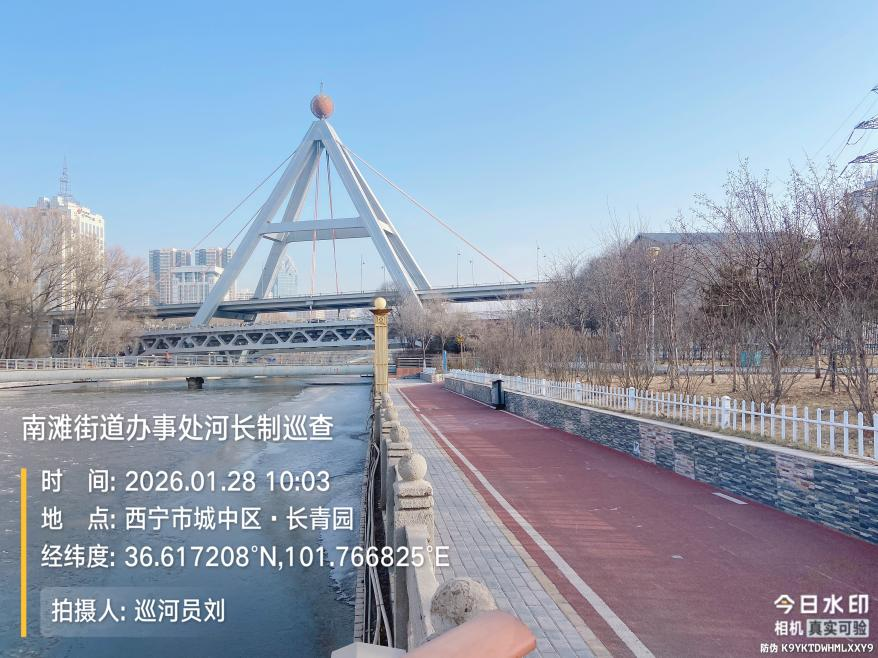 南滩街道办事处河长制巡查
时 间: 2026.01.28 10:03
地 点: 西宁市城中区·长青园
经纬度: 36.617208°N,101.766825°E
拍摄人: 巡河员刘
今日水印
相机 真实可验
防伪 K9YKTDWHMLXXY9